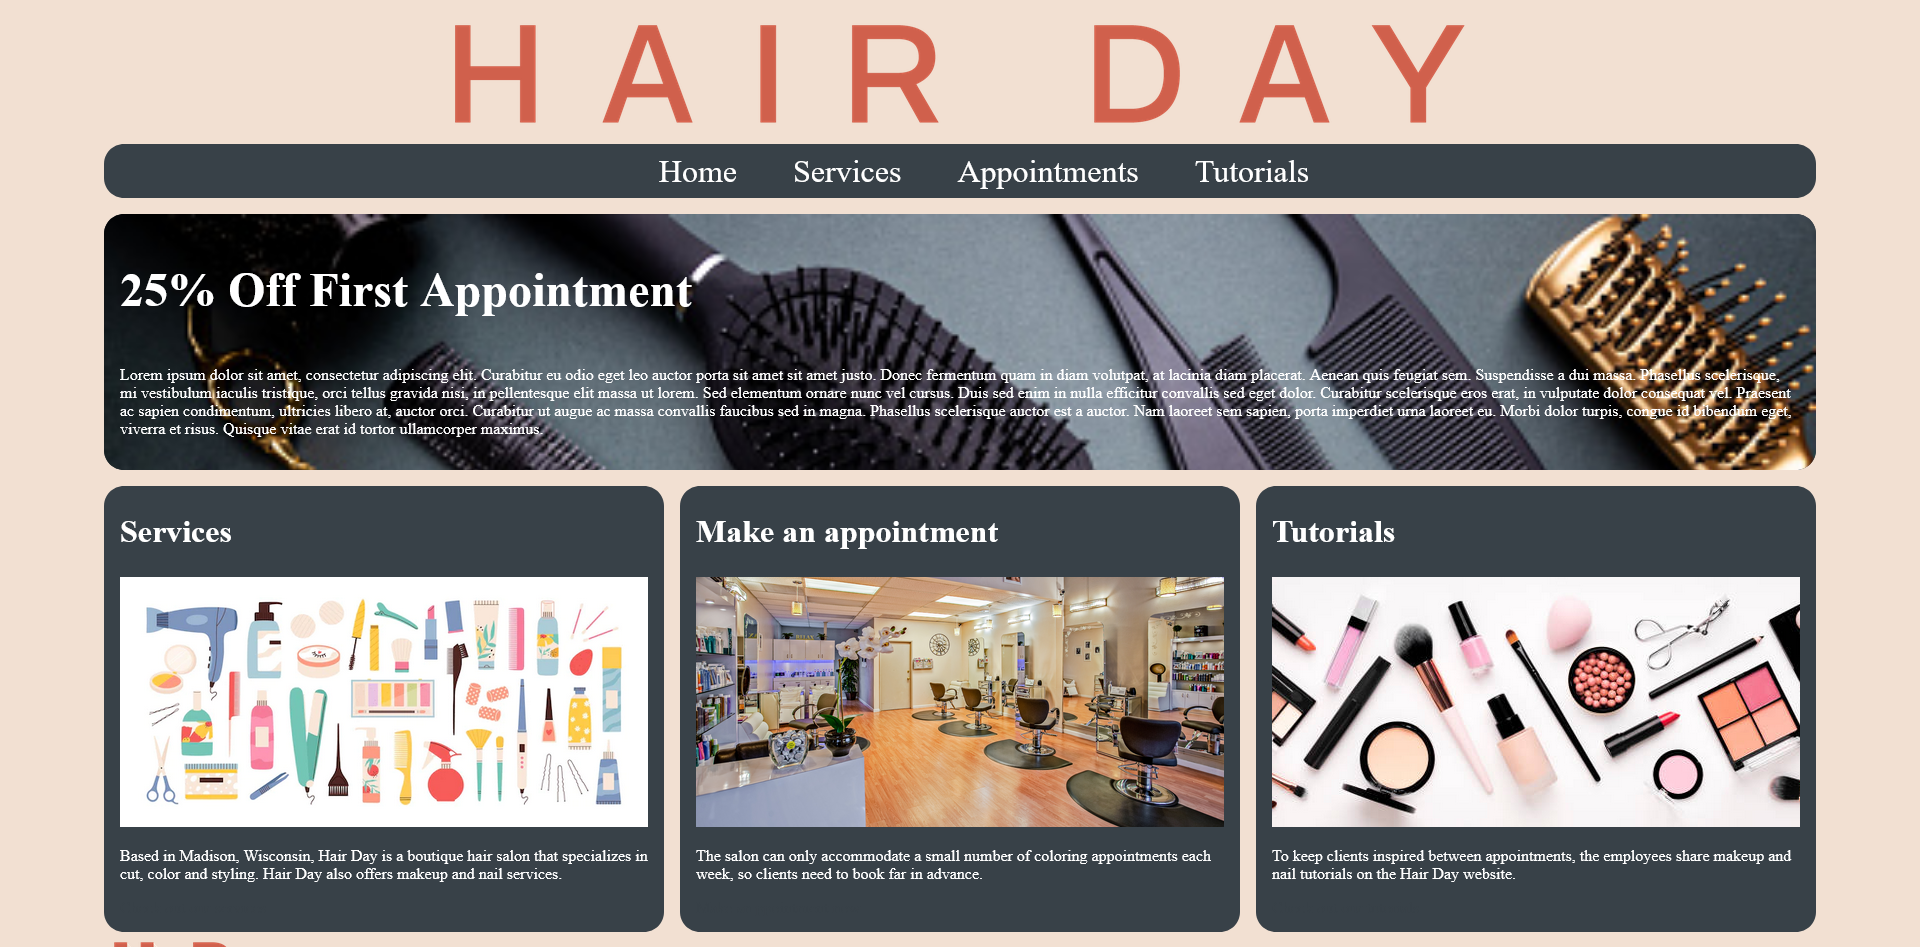 HAIR DAY
Home Services Appointments Tutorials
25% Off First Appointment
Lorem ipsum dolor sit amet, consectetur adipiscing elit. Curabitur eu odio eget leo auctor porta sit amet sit amet justo. Donec fermentum quam in diam volutpat, at lacinia diam placerat. Aenean quis feugiat sem. Suspendisse a dui massa. Phasellus scelerisque,
mi vestibulum iaculis tristique, orci tellus gravida nisi, in pellentesque elit massa ut lorem. Sed elementum ornare nunc vel cursus. Duis sed enim in nulla efficitur convallis sed eget dolor. Curabitur scelerisque eros erat, in vulputate dolor consequat vel. Praesent
ac sapien condimentum, ultricies libero at, auctor orci. Curabitur ut augue ac massa convallis faucibus sed in magna. Phasellus scelerisque auctor est a auctor. Nam laoreet sem sapien, porta imperdiet urna laoreet eu. Morbi dolor turpis, congue id bibendum eget,
viverra et risus. Quisque vitae erat id tortor ullamcorper maximus.
Services
Based in Madison, Wisconsin, Hair Day is a boutique hair salon that specializes in
cut, color and styling. Hair Day also offers makeup and nail services.
Make an appointment
The salon can only accommodate a small number of coloring appointments each
week, so clients need to book far in advance.
Tutorials
To keep clients inspired between appointments, the employees share makeup and
nail tutorials on the Hair Day website.